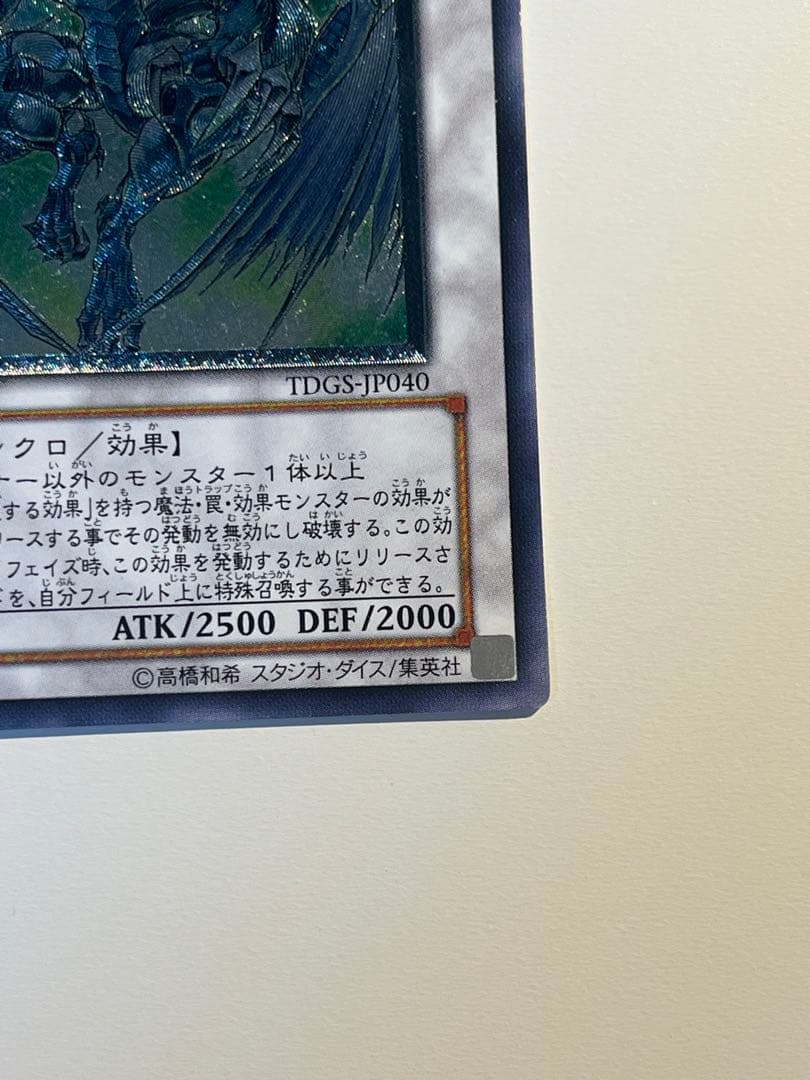 TDGS-JP040
ンクロ／効果】
ー以外のモンスター１体以上
する効果」を持つ魔法・罠・効果モンスターの効果が
リースする事でその発動を無効にし破壊する。この効
フェイズ時、この効果を発動するためにリリースさ
を、自分フィールド上に特殊召喚する事ができる。
ATK/2500 DEF/2000
©高橋和希 スタジオ・ダイス/集英社